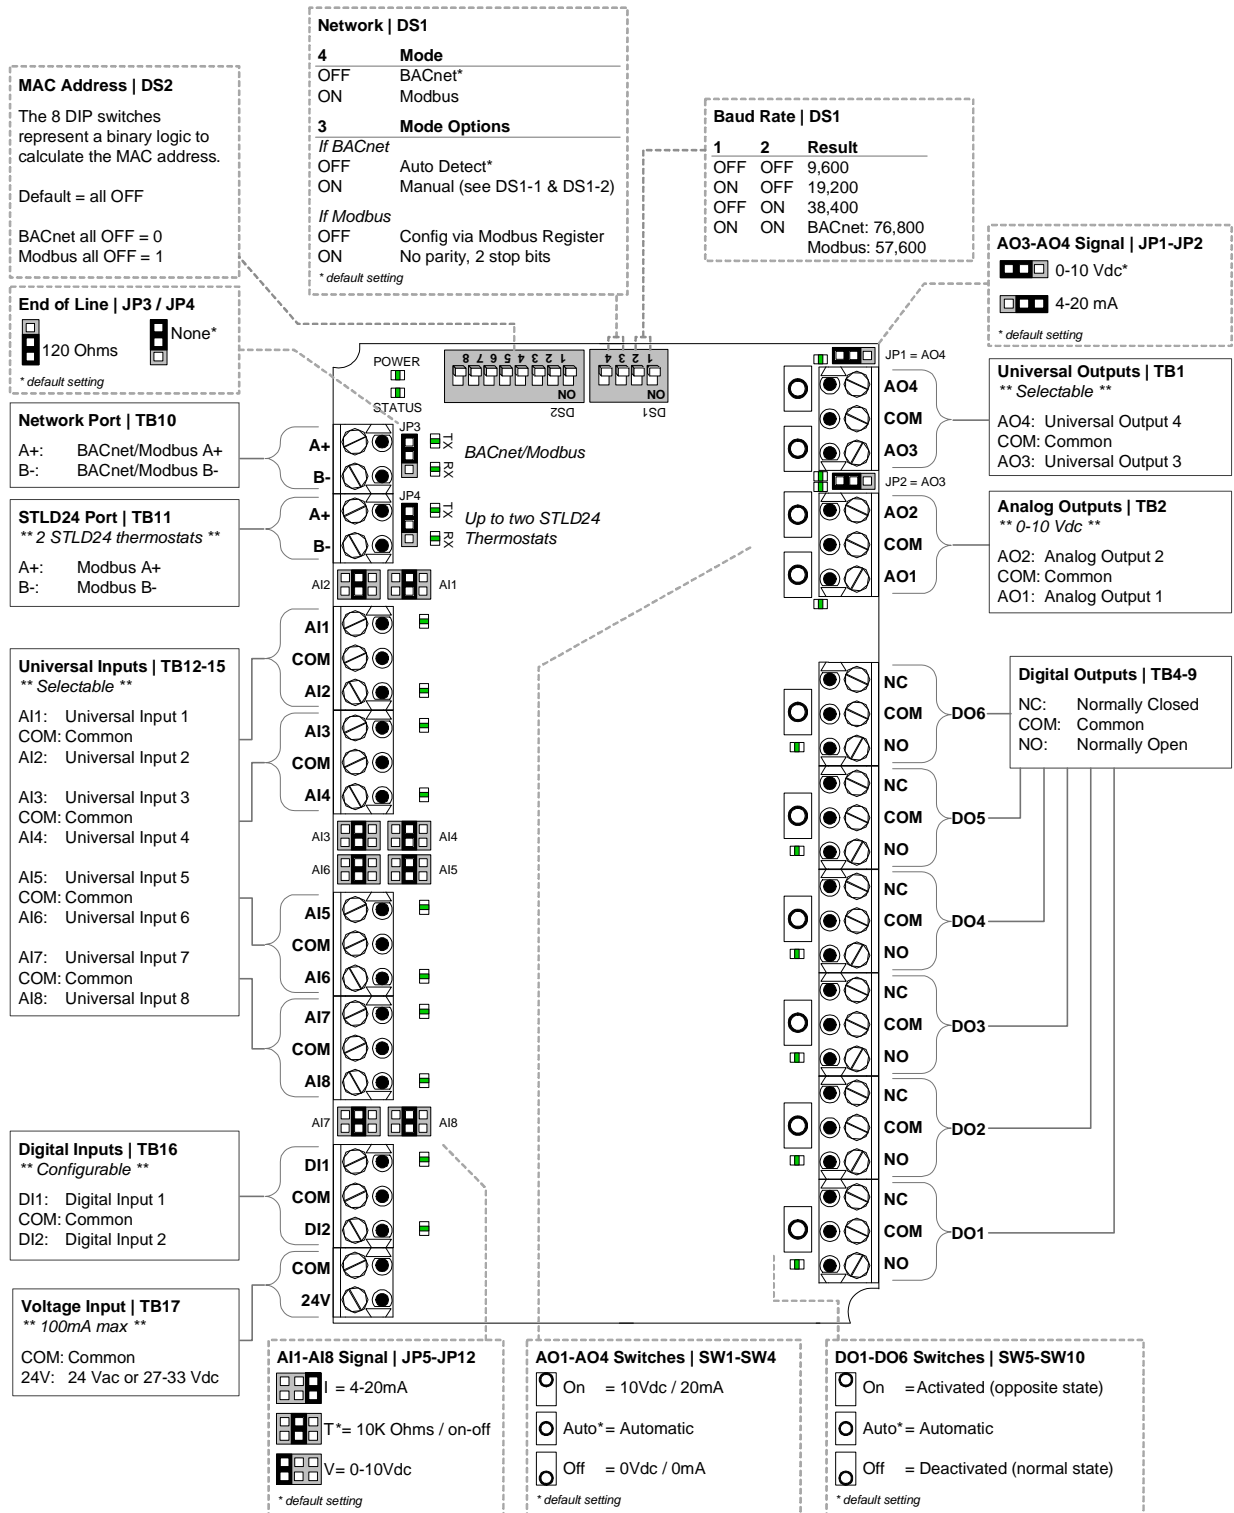 Network | DS1
4 Mode
OFF BACnet*
ON Modbus
3 Mode Options
If BACnet
OFF Auto Detect*
ON Manual (see DS1-1 & DS1-2)
If Modbus
OFF Config via Modbus Register
ON No parity, 2 stop bits
* default setting
MAC Address | DS2
The 8 DIP switches
represent a binary logic to
calculate the MAC address.
Default = all OFF
BACnet all OFF = 0
Modbus all OFF = 1
Baud Rate | DS1
1 2 Result
OFF OFF 9,600
ON OFF 19,200
OFF ON 38,400
ON ON BACnet: 76,800
Modbus: 57,600
AO3-AO4 Signal | JP1-JP2
0-10 Vdc*
4-20 mA
* default setting
End of Line | JP3 / JP4
120 Ohms
None*
* default setting
Network Port | TB10
A+: BACnet/Modbus A+
B-: BACnet/Modbus B-
STLD24 Port | TB11
** 2 STLD24 thermostats **
A+: Modbus A+
B-: Modbus B-
Universal Inputs | TB12-15
** Selectable **
AI1: Universal Input 1
COM: Common
AI2: Universal Input 2
AI3: Universal Input 3
COM: Common
AI4: Universal Input 4
AI5: Universal Input 5
COM: Common
AI6: Universal Input 6
AI7: Universal Input 7
COM: Common
AI8: Universal Input 8
Digital Inputs | TB16
** Configurable **
DI1: Digital Input 1
COM: Common
DI2: Digital Input 2
Voltage Input | TB17
** 100mA max **
COM: Common
24V: 24 Vac or 27-33 Vdc
POWER
STATUS
8 7 6 5 4 3 2 1
ON
DS2
4 3 2 1
ON
DS1
JP3
A+
B-
TX
RX
BACnet/Modbus
JP4
A+
B-
TX
RX
Up to two STLD24
Thermostats
AI2
AI1
AI1
COM
AI2
AI3
COM
AI4
AI3
AI4
AI6
AI5
AI5
COM
AI6
AI7
COM
AI8
AI7
AI8
DI1
COM
DI2
COM
24V
JP1 = AO4
AO4
COM
AO3
JP2 = AO3
AO2
COM
AO1
NC
COM
NO
DO6
NC
COM
NO
DO5
NC
COM
NO
DO4
NC
COM
NO
DO3
NC
COM
NO
DO2
NC
COM
NO
DO1
Universal Outputs | TB1
** Selectable **
AO4: Universal Output 4
COM: Common
AO3: Universal Output 3
Analog Outputs | TB2
** 0-10 Vdc **
AO2: Analog Output 2
COM: Common
AO1: Analog Output 1
Digital Outputs | TB4-9
NC: Normally Closed
COM: Common
NO: Normally Open
AI1-AI8 Signal | JP5-JP12
I = 4-20mA
T*= 10K Ohms / on-off
V= 0-10Vdc
* default setting
AO1-AO4 Switches | SW1-SW4
On = 10Vdc / 20mA
Auto*= Automatic
Off = 0Vdc / 0mA
* default setting
DO1-DO6 Switches | SW5-SW10
On =Activated (opposite state)
Auto*= Automatic
Off = Deactivated (normal state)
* default setting